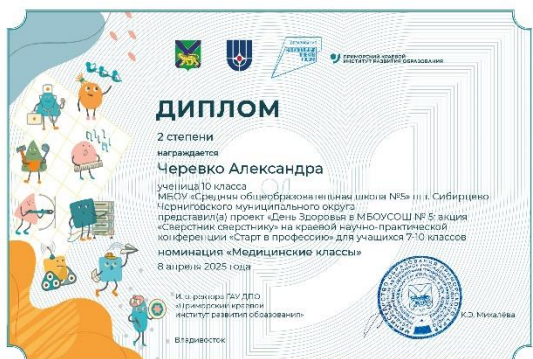 ПРИМОРСКИЙ КРАЕВОЙ
ИНСТИТУТ РАЗВИТИЯ ОБРАЗОВАНИЯ
ДИПЛОМ
2 степени
награждается
Черевко Александра
ученица 10 класса
МБОУ «Средняя общеобразовательная школа №5» п.г.т. Сибирцево
Черниговского муниципального округа
представил(а) проект «День Здоровья в МБОУСОШ № 5: акция
«Сверстник сверстнику» на краевой научно-практической
конференции «Старт в профессию» для учащихся 7-10 классов
номинация «Медицинские классы»
8 апреля 2025 года
И. о. ректора ГАУ ДПО
«Приморский краевой
институт развития образования»
К.Э. Михалёва
Владивосток